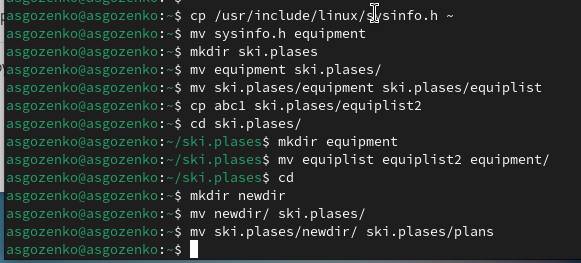 asgozenko@asgozenko:~$ cp /usr/include/linux/sysinfo.h ~
asgozenko@asgozenko:~$ mv sysinfo.h equipment
asgozenko@asgozenko:~$ mkdir ski.plases
asgozenko@asgozenko:~$ mv equipment ski.plases/
asgozenko@asgozenko:~$ mv ski.plases/equipment ski.plases/equiplist
asgozenko@asgozenko:~$ cp abc1 ski.plases/equiplist2
asgozenko@asgozenko:~$ cd ski.plases/
asgozenko@asgozenko:~/ski.plases$ mkdir equipment
asgozenko@asgozenko:~/ski.plases$ mv equiplist equiplist2 equipment/
asgozenko@asgozenko:~/ski.plases$ cd
asgozenko@asgozenko:~$ mkdir newdir
asgozenko@asgozenko:~$ mv newdir/ ski.plases/
asgozenko@asgozenko:~$ mv ski.plases/newdir/ ski.plases/plans
asgozenko@asgozenko:~$